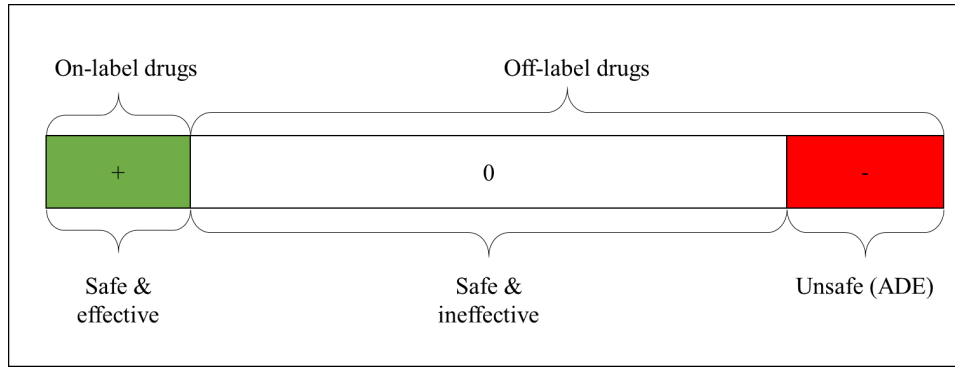 On-label drugs
Off-label drugs
+
0
-
Safe &
effective
Safe &
ineffective
Unsafe (ADE)